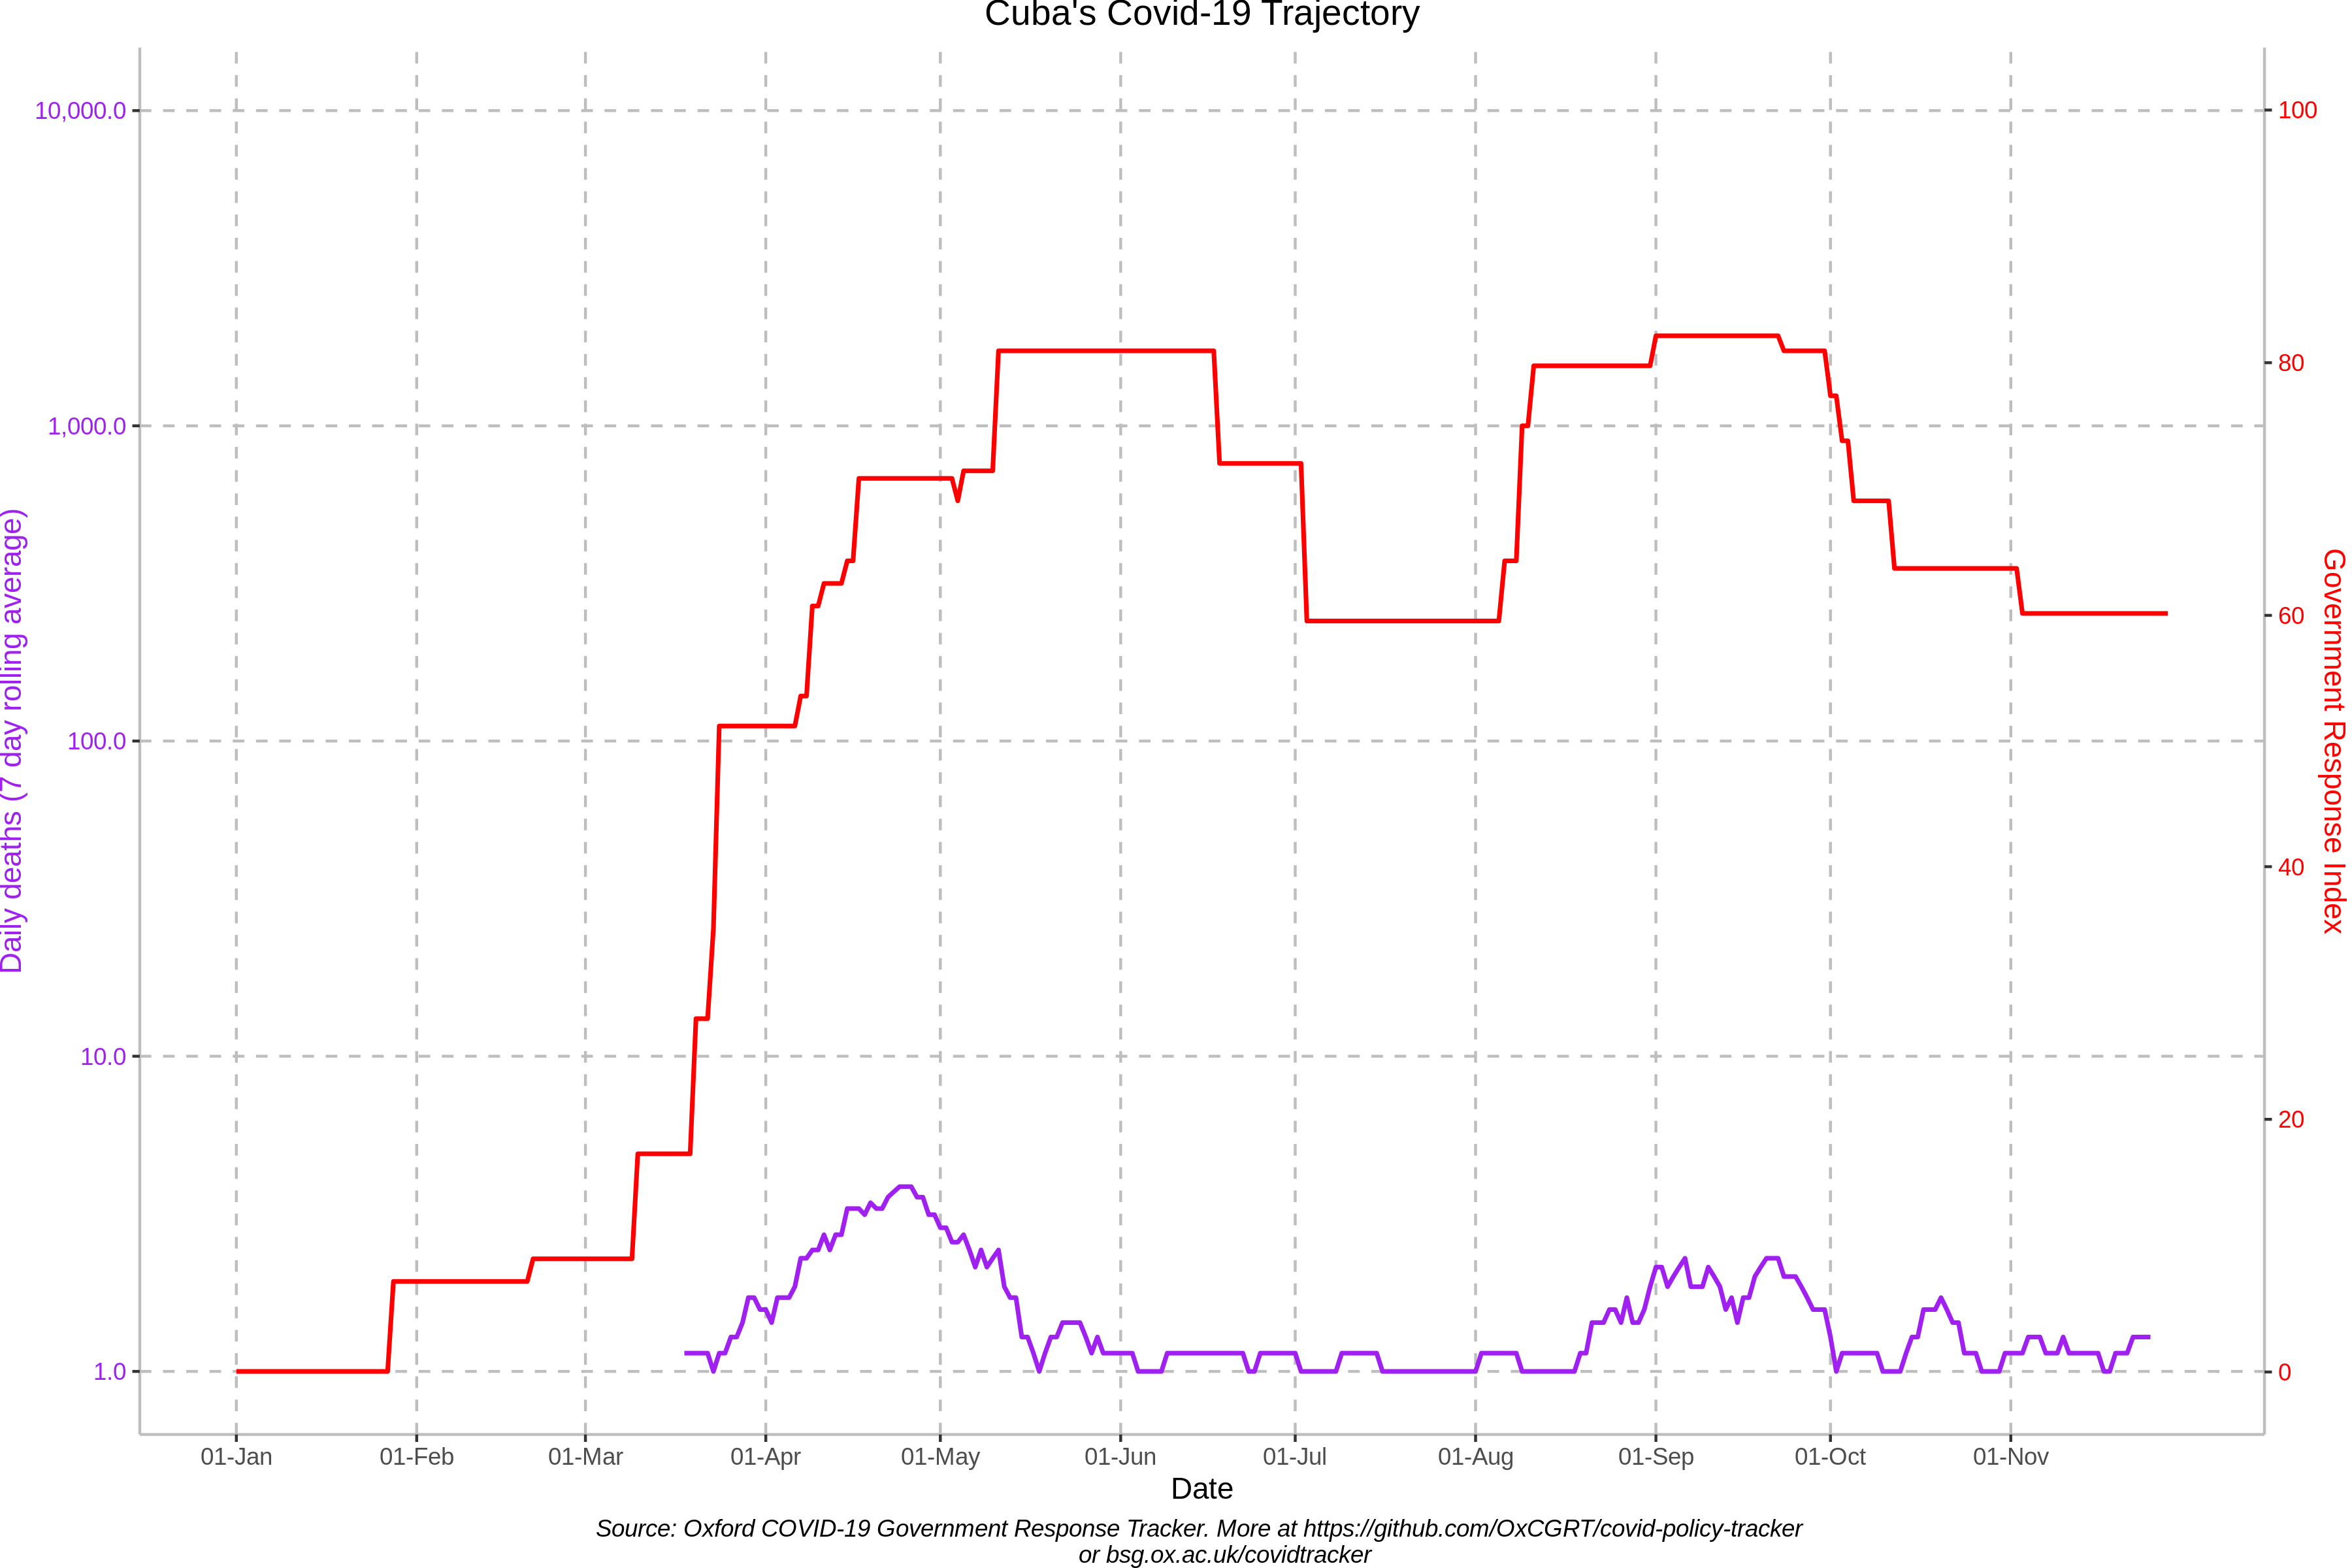 Cuba's Covid-19 Trajectory
10,000.0
1,000.0
100.0
10.0
1.0
Daily deaths (7 day rolling average)
100
80
60
40
20
0
Government Response Index
01-Jan
01-Feb
01-Mar
01-Apr
01-May
01-Jun
01-Jul
01-Aug
01-Sep
01-Oct
01-Nov
Date
Source: Oxford COVID-19 Government Response Tracker. More at https://github.com/OxCGRT/covid-policy-tracker
or bsg.ox.ac.uk/covidtracker